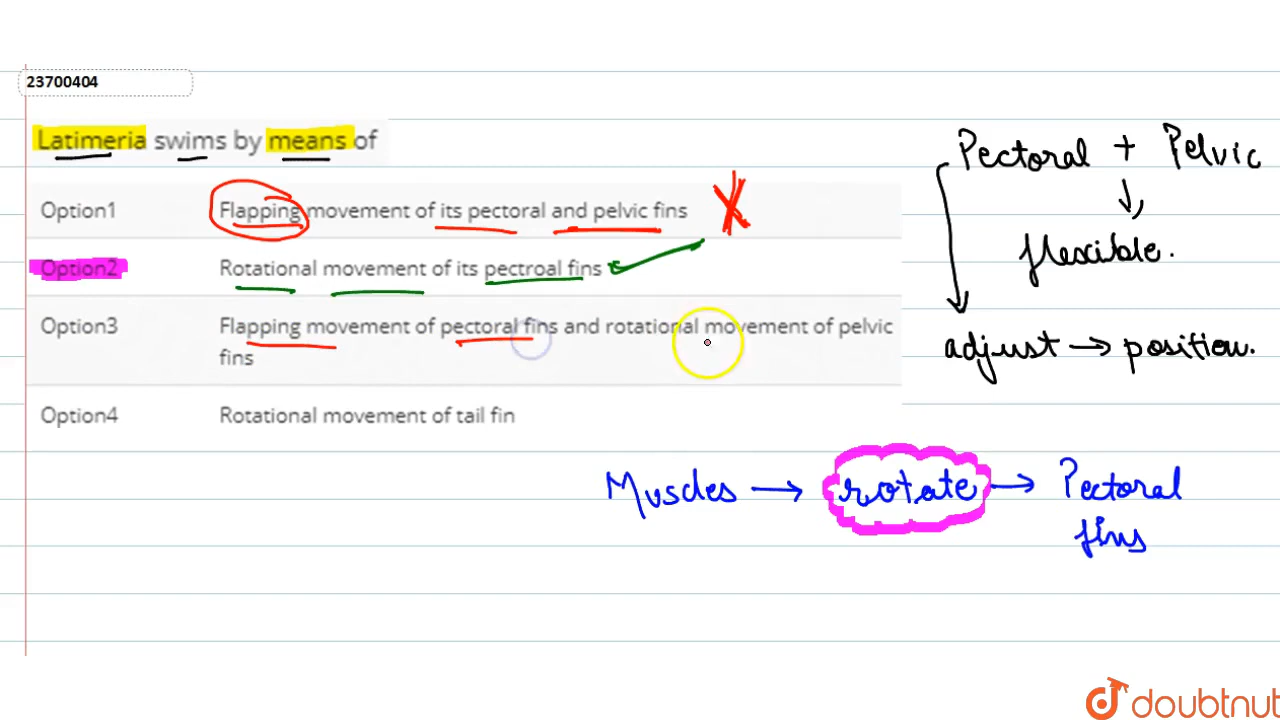 23700404
Latimeria swims by means of
Option1 Flapping movement of its pectoral and pelvic fins
Option2 Rotational movement of its pectroal fins
Option3 Flapping movement of pectoral fins and rotational movement of pelvic
fins
Option4 Rotational movement of tail fin
Pectoral + Pelvic
flexible.
adjust → position.
Muscles → rotate → Pectoral
fins
doubtnut